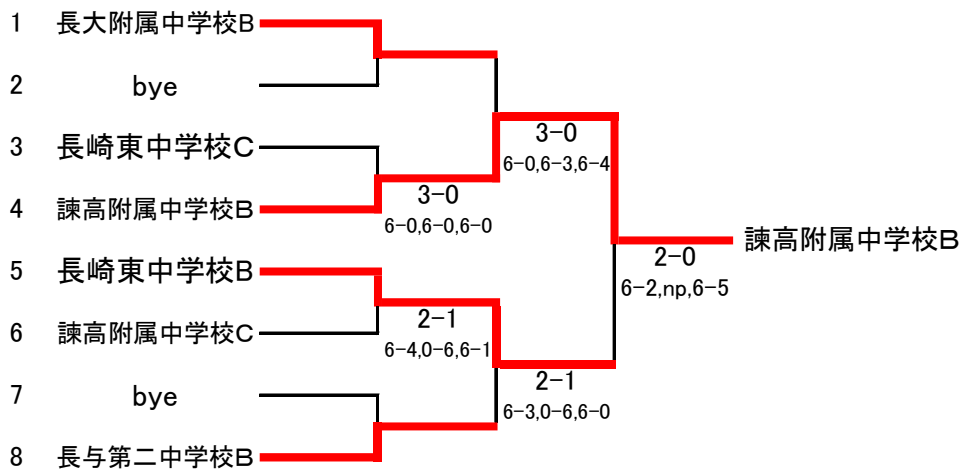 1 長大附属中学校B
2 bye
3 長崎東中学校C
4 諫高附属中学校B
5 長崎東中学校B
6 諫高附属中学校C
7 bye
8 長与第二中学校B
3-0
6-0,6-0,6-0
2-1
6-4,0-6,6-1
3-0
6-0,6-3,6-4
2-1
6-3,0-6,6-0
2-0
6-2,np,6-5
諫高附属中学校B